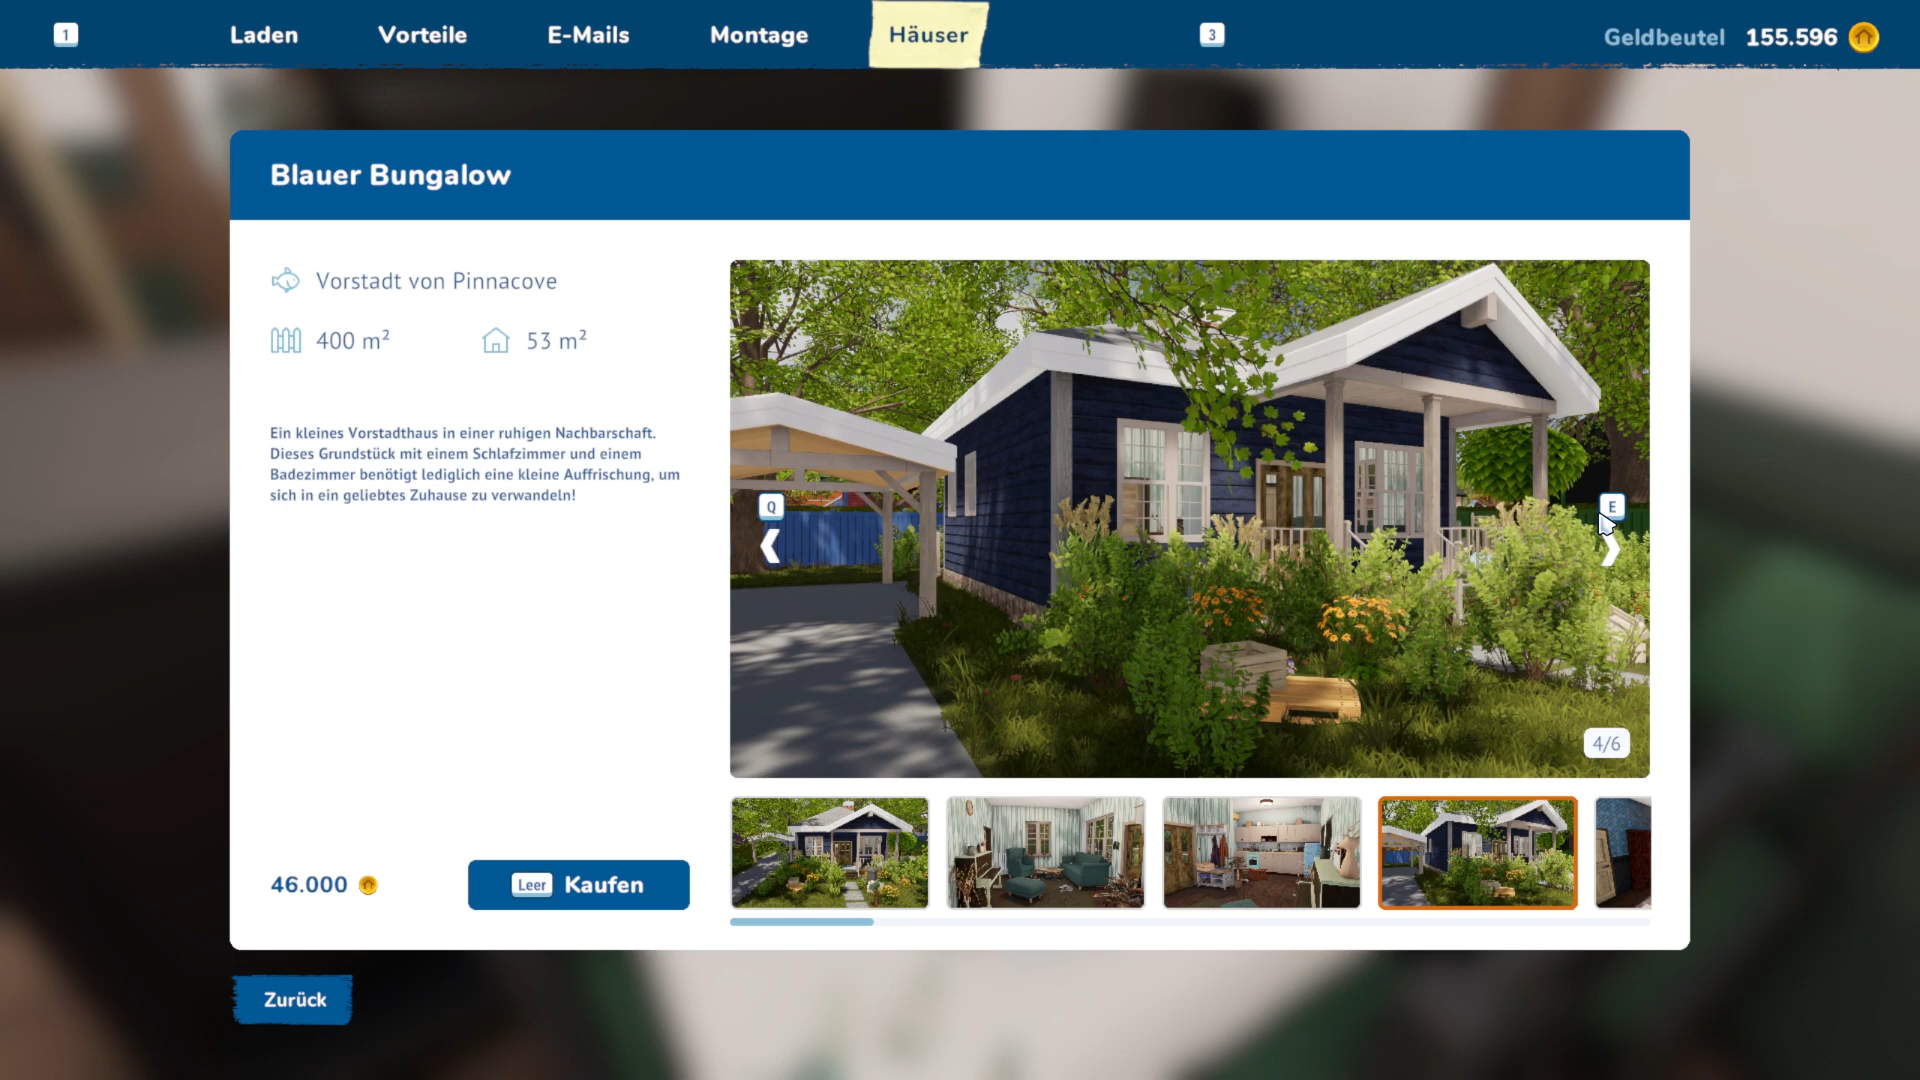 1
Laden
Vorteile
E-Mails
Montage
Häuser
3
Geldbeutel 155.596
Blauer Bungalow
Vorstadt von Pinnacove
400 m²
53 m²
Ein kleines Vorstadthaus in einer ruhigen Nachbarschaft.
Dieses Grundstück mit einem Schlafzimmer und einem
Badezimmer benötigt lediglich eine kleine Auffrischung, um
sich in ein geliebtes Zuhause zu verwandeln!
Q
E
4/6
46.000
Leer Kaufen
Zurück